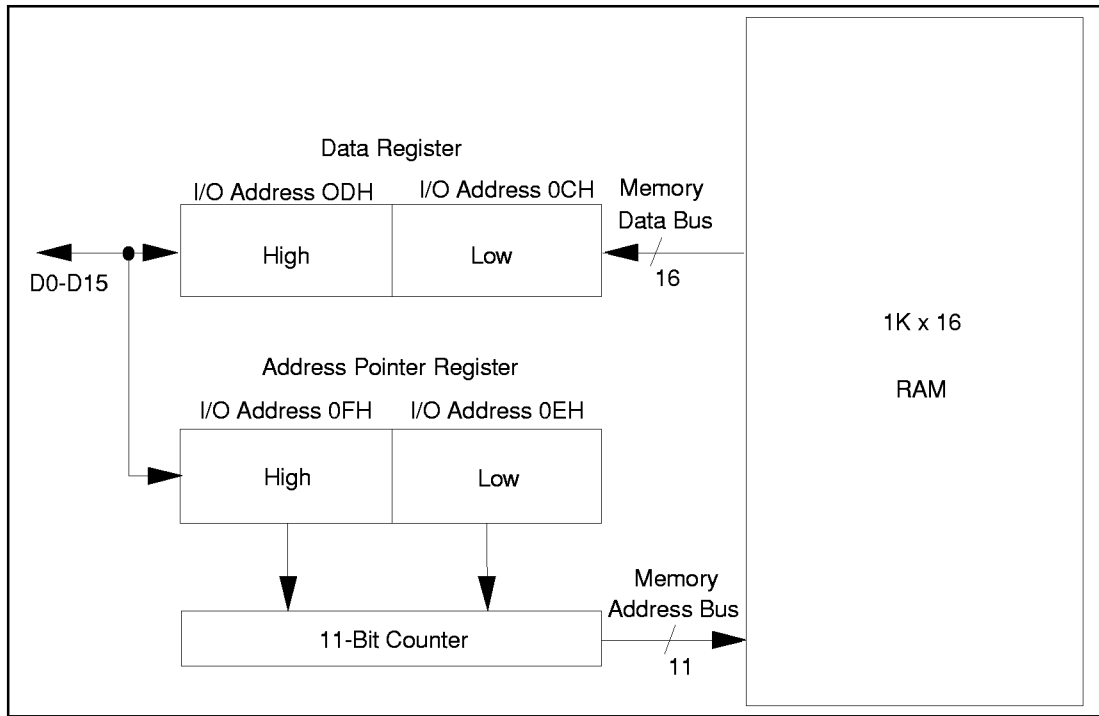 Data Register
I/O Address ODH
I/O Address 0CH
Memory
Data Bus
High
Low
D0-D15
16
1K x 16
RAM
Address Pointer Register
I/O Address 0FH
I/O Address 0EH
High
Low
Memory
Address Bus
11-Bit Counter
11